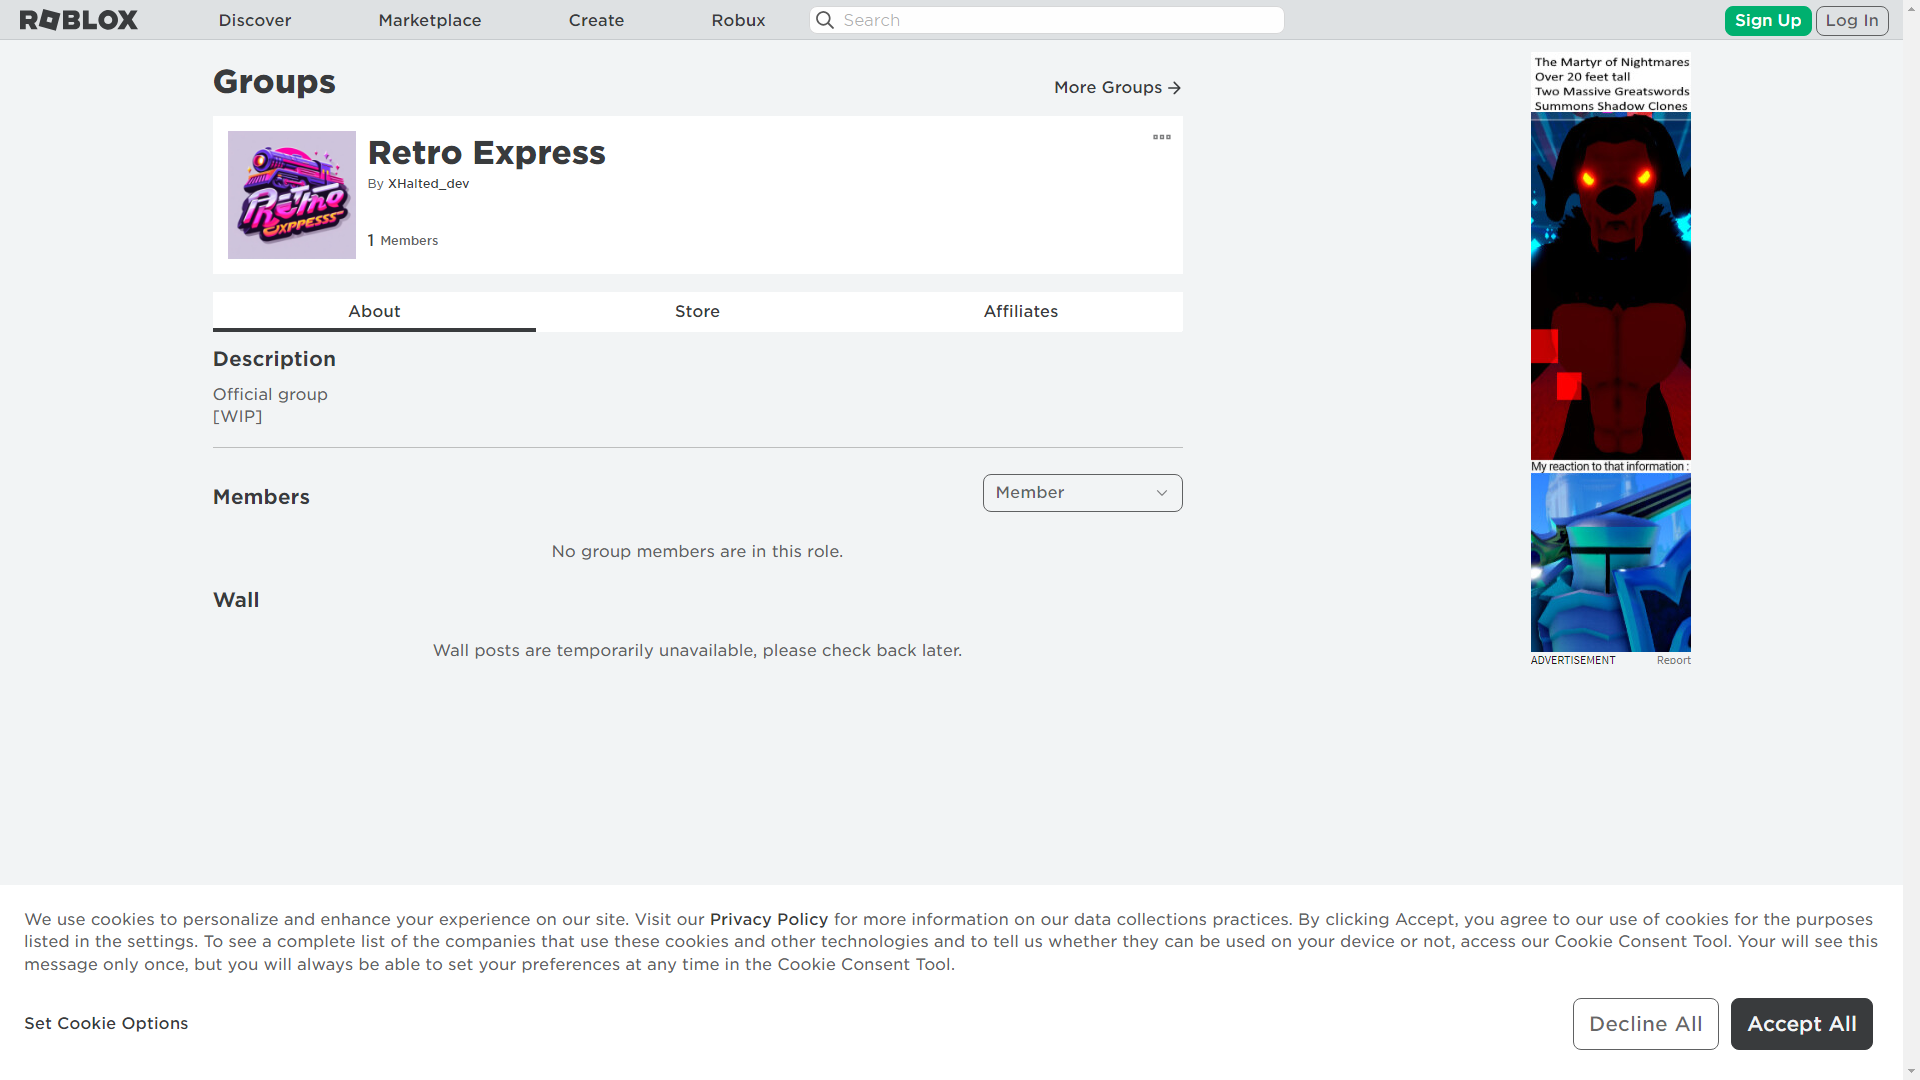 ROBLOX
Discover
Marketplace
Create
Robux
Search
Sign Up
Log In
Groups
More Groups
Retro Express
By XHalted_dev
1 Members
Retro
Exppesss
About
Store
Affiliates
Description
Official group
[WIP]
Members
Member
No group members are in this role.
Wall
Wall posts are temporarily unavailable, please check back later.
The Martyr of Nightmares
Over 20 feet tall
Two Massive Greatswords
Summons Shadow Clones
My reaction to that information :
ADVERTISEMENT
Report
We use cookies to personalize and enhance your experience on our site. Visit our Privacy Policy for more information on our data collections practices. By clicking Accept, you agree to our use of cookies for the purposes
listed in the settings. To see a complete list of the companies that use these cookies and other technologies and to tell us whether they can be used on your device or not, access our Cookie Consent Tool. Your will see this
message only once, but you will always be able to set your preferences at any time in the Cookie Consent Tool.
Set Cookie Options
Decline All
Accept All